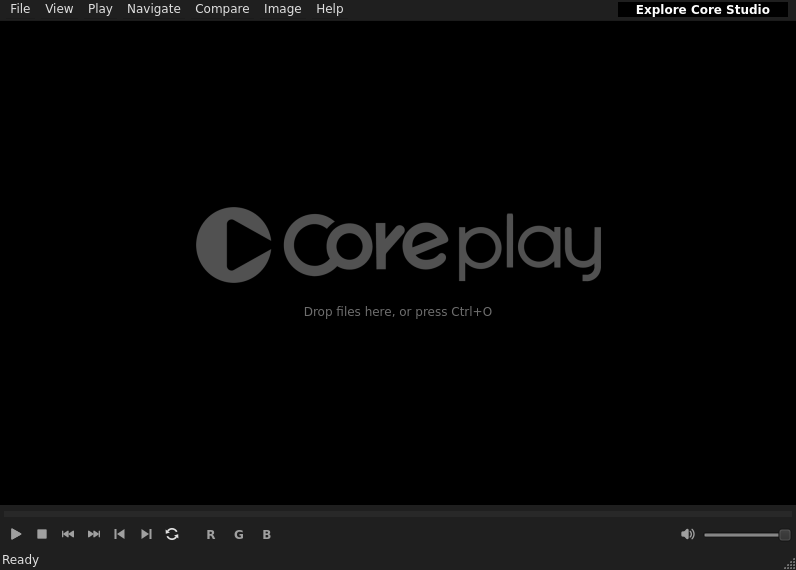 File View Play Navigate Compare Image Help
Explore Core Studio
Coreplay
Drop files here, or press Ctrl+O
R G B
Ready